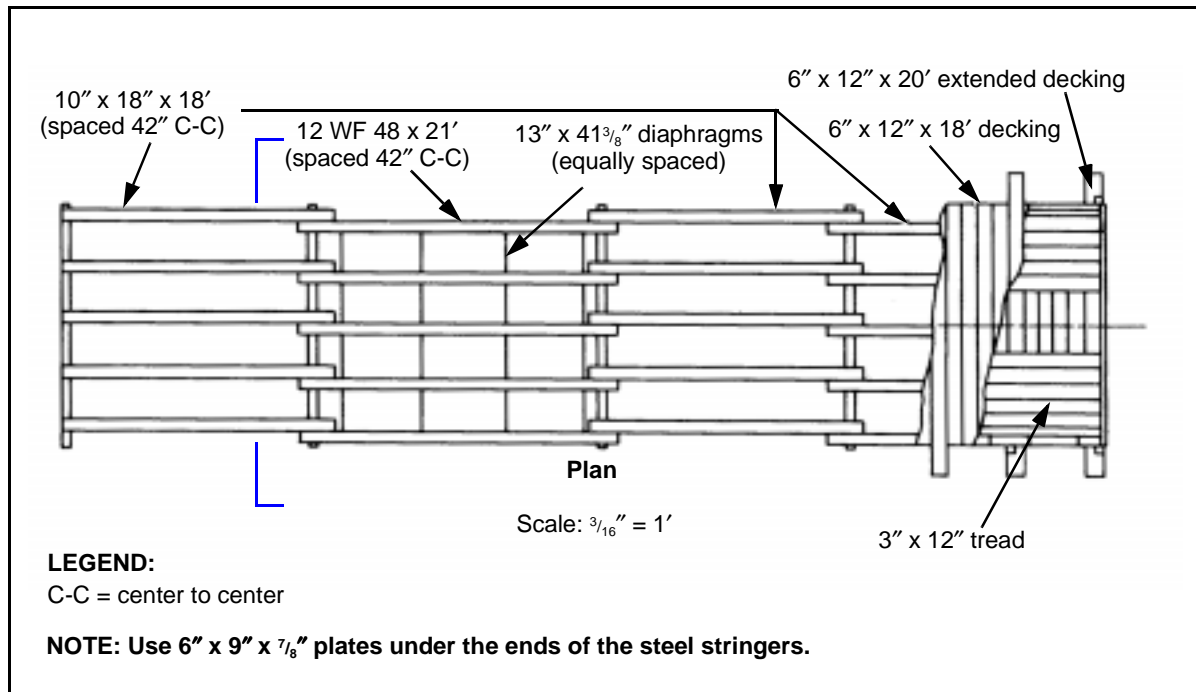 6″ x 12″ x 20′ extended decking
10″ x 18″ x 18′
(spaced 42″ C-C)
12 WF 48 x 21′
(spaced 42″ C-C)
13″ x 41 3/8″ diaphragms
(equally spaced)
6″ x 12″ x 18′ decking
Plan
Scale: 3/16″ = 1′
3″ x 12″ tread
LEGEND:
C-C = center to center
NOTE: Use 6″ x 9″ x 7/8″ plates under the ends of the steel stringers.